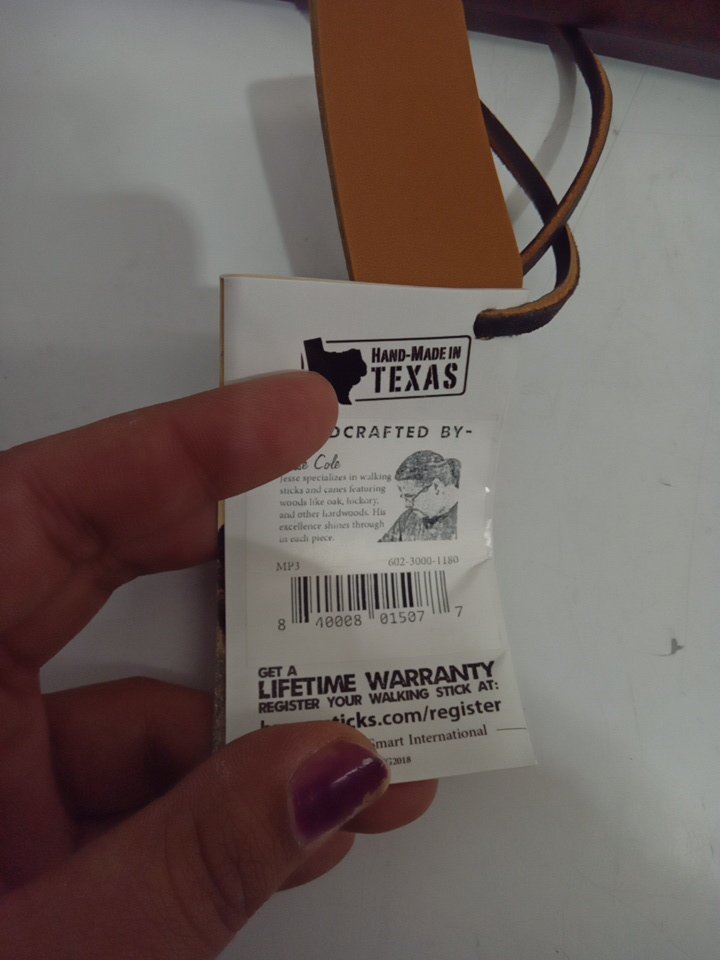 HAND-MADE IN
TEXAS
DCRAFTED BY-
Cole
Jesse specializes in walking
sticks and canes featuring
woods like oak, hickory,
and other hardwoods. His
excellence shines through
in each piece.
MP3 602-3000-1180
8 40008 01507 7
GET A
LIFETIME WARRANTY
REGISTER YOUR WALKING STICK AT:
sticks.com/register
Smart International
2018